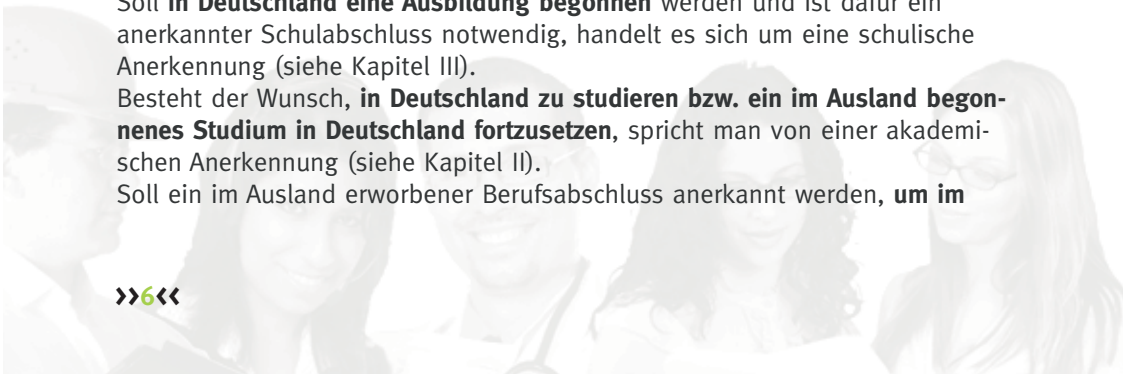 Soll in Deutschland eine Ausbildung begonnen werden und ist dafür ein
anerkannter Schulabschluss notwendig, handelt es sich um eine schulische
Anerkennung (siehe Kapitel III).
Besteht der Wunsch, in Deutschland zu studieren bzw. ein im Ausland begon-
nenes Studium in Deutschland fortzusetzen, spricht man von einer akademi-
schen Anerkennung (siehe Kapitel II).
Soll ein im Ausland erworbener Berufsabschluss anerkannt werden, um im
>>6<<